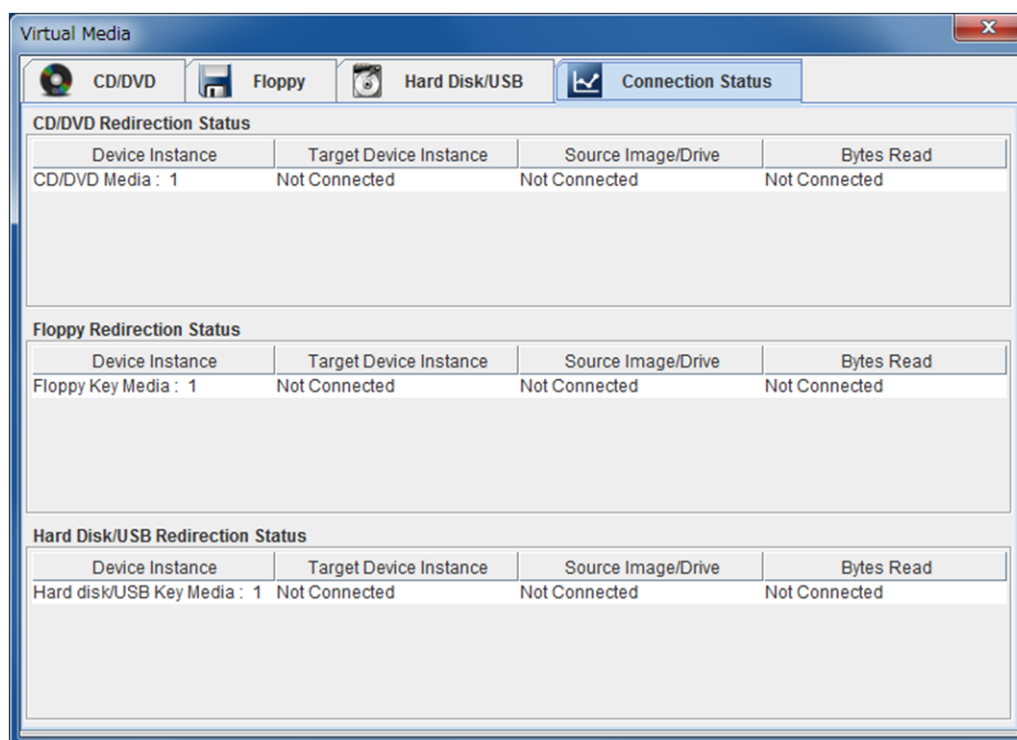 Virtual Media
CD/DVD Floppy Hard Disk/USB Connection Status
CD/DVD Redirection Status
Device Instance Target Device Instance Source Image/Drive Bytes Read
CD/DVD Media : 1 Not Connected Not Connected Not Connected
Floppy Redirection Status
Device Instance Target Device Instance Source Image/Drive Bytes Read
Floppy Key Media : 1 Not Connected Not Connected Not Connected
Hard Disk/USB Redirection Status
Device Instance Target Device Instance Source Image/Drive Bytes Read
Hard disk/USB Key Media : 1 Not Connected Not Connected Not Connected